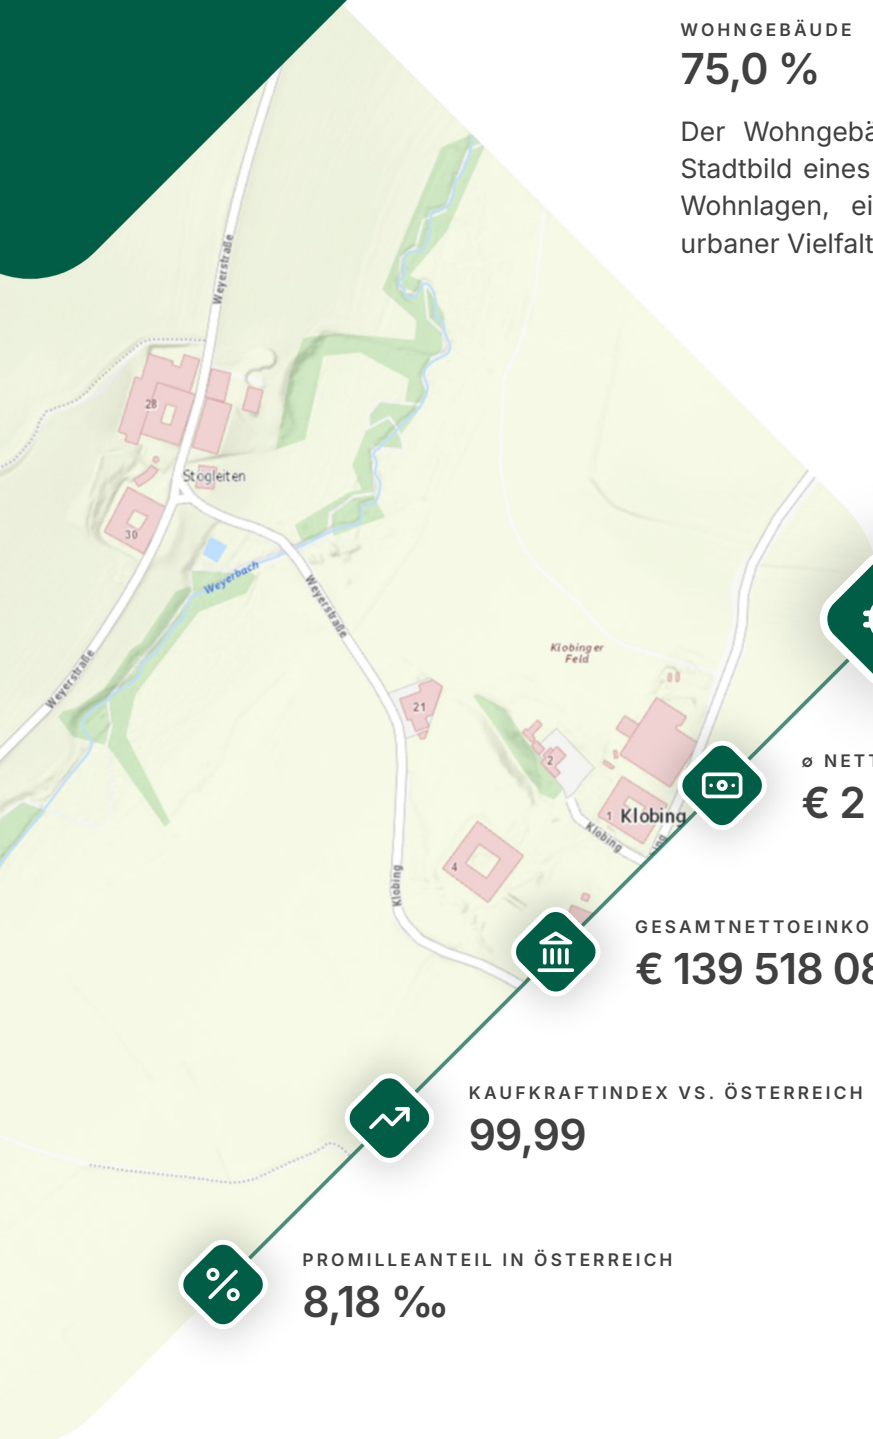 WOHNGEBÄUDE
75,0 %
Der Wohngebä
Stadtbild eines
Wohnlagen, ei
urbaner Vielfalt
Weyerstraße
28
Stögleiten
30
Weyerbach
Weyerstraße
Weyerstraße
Klobinger
Feld
21
2
1 Klobing
Klobing
4
Klobing
ø NETT
€ 2
GESAMTNETTOEINKO
€ 139 518 08
KAUFKRAFTINDEX VS. ÖSTERREICH
99,99
PROMILLEANTEIL IN ÖSTERREICH
8,18 ‰